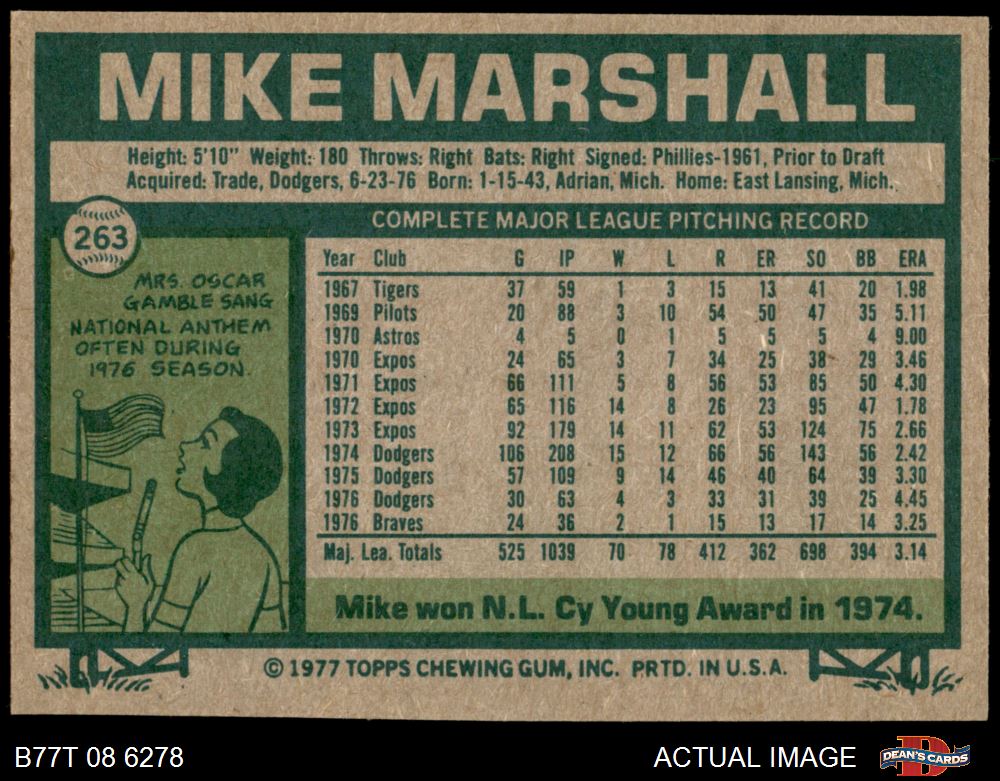 MIKE MARSHALL
Height: 5'10" Weight: 180 Throws: Right Bats: Right Signed: Phillies-1961, Prior to Draft
Acquired: Trade, Dodgers, 6-23-76 Born: 1-15-43, Adrian, Mich. Home: East Lansing, Mich.
263
MRS. OSCAR
GAMBLE SANG
NATIONAL ANTHEM
OFTEN DURING
1976 SEASON.
COMPLETE MAJOR LEAGUE PITCHING RECORD
Year Club G IP W L R ER SO BB ERA
1967 Tigers 37 59 1 3 15 13 41 20 1.98
1969 Pilots 20 88 3 10 54 50 47 35 5.11
1970 Astros 4 5 0 1 5 5 5 4 9.00
1970 Expos 24 65 3 7 34 25 38 29 3.46
1971 Expos 66 111 5 8 56 53 85 50 4.30
1972 Expos 65 116 14 8 26 23 95 47 1.78
1973 Expos 92 179 14 11 62 53 124 75 2.66
1974 Dodgers 106 208 15 12 66 56 143 56 2.42
1975 Dodgers 57 109 9 14 46 40 64 39 3.30
1976 Dodgers 30 63 4 3 33 31 39 25 4.45
1976 Braves 24 36 2 1 15 13 17 14 3.25
Maj. Lea. Totals 525 1039 70 78 412 362 698 394 3.14
Mike won N.L. Cy Young Award in 1974.
© 1977 TOPPS CHEWING GUM, INC. PRTD. IN U.S.A.
B77T 08 6278
ACTUAL IMAGE
DEAN'S CARDS